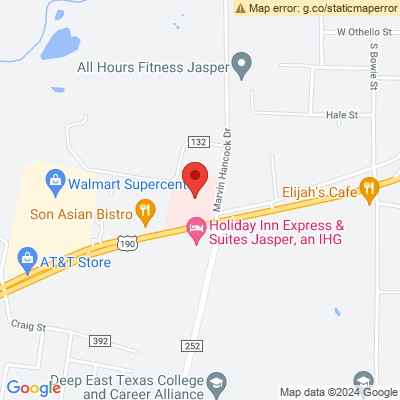 Map error: g.co/staticmaperror
W Othello St
S Bowie St
All Hours Fitness Jasper
Hale St
132
Marvin Hancock Dr
Walmart Supercent
Elijah's Cafe
Son Asian Bistro
Holiday Inn Express &
Suites Jasper, an IHG
190
AT&T Store
Craig St
392
252
Deep East Texas College
and Career Alliance
Google
Map data ©2024 Google